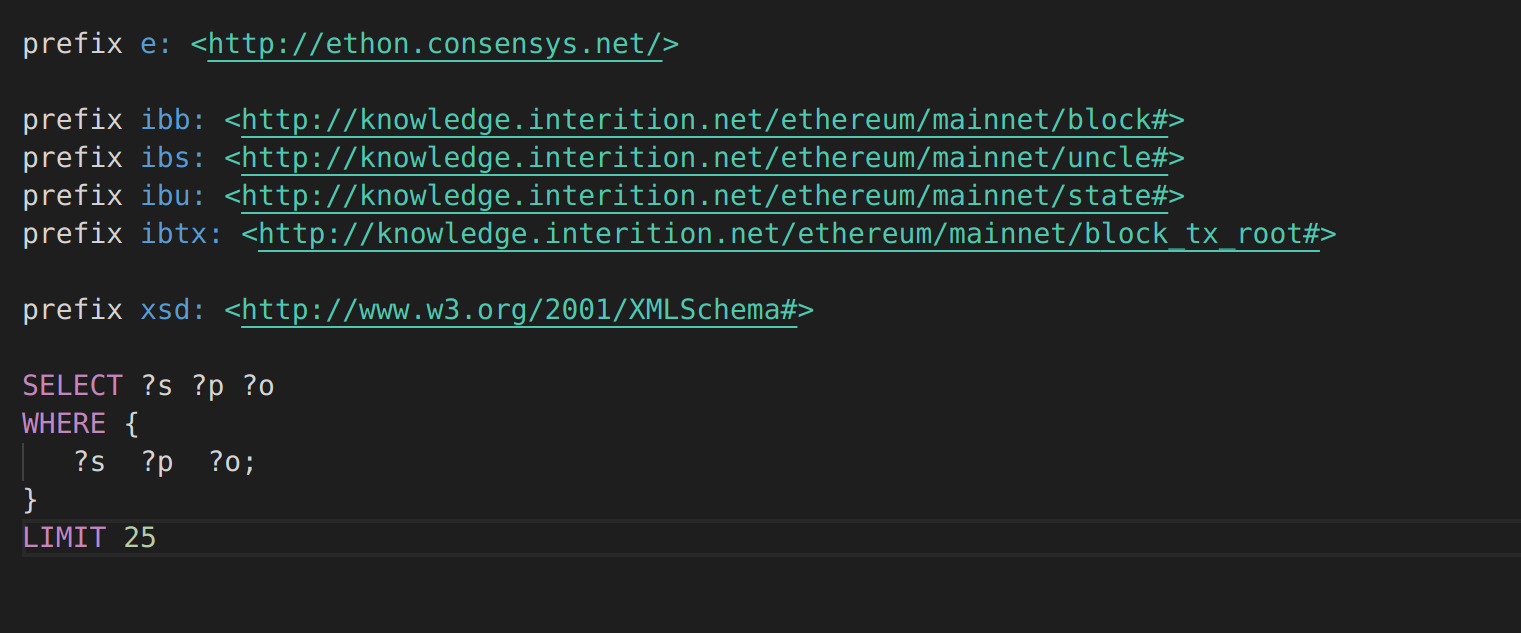 prefix e: <http://ethon.consensys.net/>
prefix ibb: <http://knowledge.interition.net/ethereum/mainnet/block#>
prefix ibs: <http://knowledge.interition.net/ethereum/mainnet/uncle#>
prefix ibu: <http://knowledge.interition.net/ethereum/mainnet/state#>
prefix ibtx: <http://knowledge.interition.net/ethereum/mainnet/block_tx_root#>
prefix xsd: <http://www.w3.org/2001/XMLSchema#>
SELECT ?s ?p ?o
WHERE {
?s ?p ?o;
}
LIMIT 25